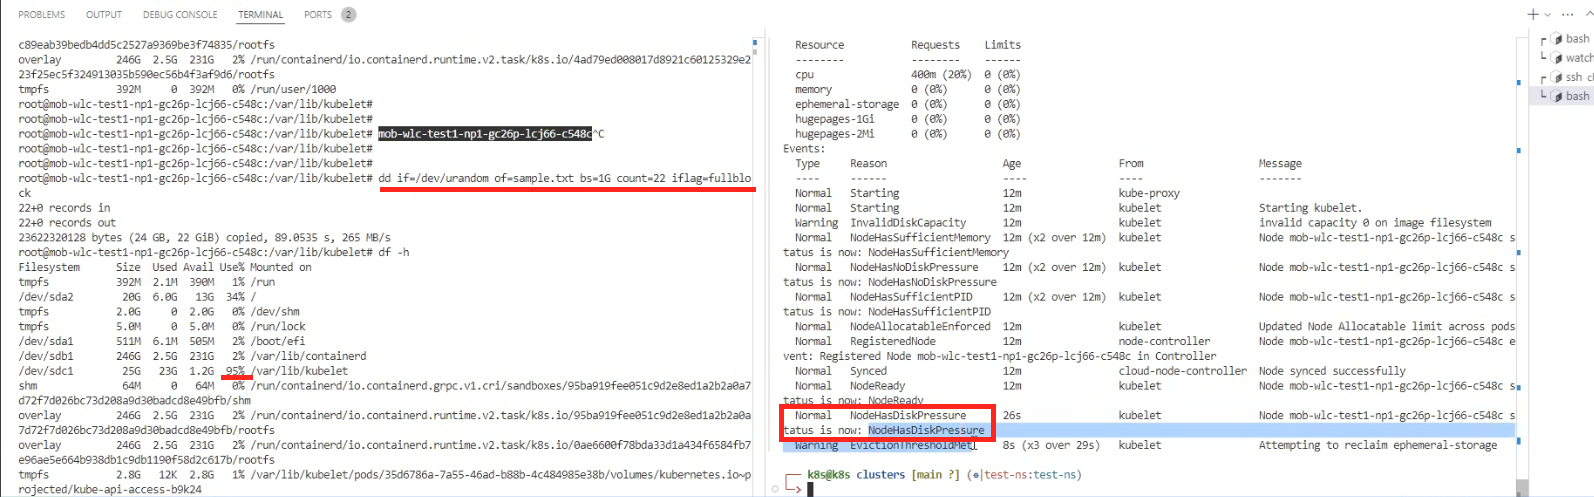 PROBLEMS OUTPUT DEBUG CONSOLE TERMINAL PORTS 2
c89eab39bedb4dd5c2527a9369be3f74835/rootfs
overlay 246G 2.5G 231G 2% /run/containerd/io.containerd.runtime.v2.task/k8s.io/4ad79ed008017d8921c60125329e2
23f25ec5f324913035b590ec56b4f3af9d6/rootfs
tmpfs 392M 0 392M 0% /run/user/1000
root@mob-wlc-test1-np1-gc26p-lcj66-c548c:/var/lib/kubelet#
root@mob-wlc-test1-np1-gc26p-lcj66-c548c:/var/lib/kubelet#
root@mob-wlc-test1-np1-gc26p-lcj66-c548c:/var/lib/kubelet# mob-wlc-test1-np1-gc26p-lcj66-c548c^C
root@mob-wlc-test1-np1-gc26p-lcj66-c548c:/var/lib/kubelet#
root@mob-wlc-test1-np1-gc26p-lcj66-c548c:/var/lib/kubelet#
root@mob-wlc-test1-np1-gc26p-lcj66-c548c:/var/lib/kubelet# dd if=/dev/urandom of=sample.txt bs=1G count=22 iflag=fullblo
ck
22+0 records in
22+0 records out
23622320128 bytes (24 GB, 22 GiB) copied, 89.0535 s, 265 MB/s
root@mob-wlc-test1-np1-gc26p-lcj66-c548c:/var/lib/kubelet# df -h
Filesystem Size Used Avail Use% Mounted on
tmpfs 392M 2.1M 390M 1% /run
/dev/sda2 20G 6.0G 13G 34% /
tmpfs 2.0G 0 2.0G 0% /dev/shm
tmpfs 5.0M 0 5.0M 0% /run/lock
/dev/sda1 511M 6.1M 505M 2% /boot/efi
/dev/sdb1 246G 2.5G 231G 2% /var/lib/containerd
/dev/sdc1 25G 23G 1.2G 95% /var/lib/kubelet
shm 64M 0 64M 0% /run/containerd/io.containerd.grpc.v1.cri/sandboxes/95ba919fee051c9d2e8ed1a2b2a0a7
d72f7d026bc73d208a9d30badcd8e49bfb/shm
overlay 246G 2.5G 231G 2% /run/containerd/io.containerd.runtime.v2.task/k8s.io/95ba919fee051c9d2e8ed1a2b2a0a
7d72f7d026bc73d208a9d30badcd8e49bfb/rootfs
overlay 246G 2.5G 231G 2% /run/containerd/io.containerd.runtime.v2.task/k8s.io/0ae6600f78bda33d1a434f6584fb7
e96ae5e664b938db1c9db1190f58d2c617b/rootfs
tmpfs 2.8G 12K 2.8G 1% /var/lib/kubelet/pods/35d6786a-7a55-46ad-b88b-4c484985e38b/volumes/kubernetes.io~p
rojected/kube-api-access-b9k24
Resource Requests Limits
-------- -------- ------
cpu 400m (20%) 0 (0%)
memory 0 (0%) 0 (0%)
ephemeral-storage 0 (0%) 0 (0%)
hugepages-1Gi 0 (0%) 0 (0%)
hugepages-2Mi 0 (0%) 0 (0%)
Events:
Type Reason Age From Message
---- ------ ---- ---- -------
Normal Starting 12m kube-proxy
Normal Starting 12m kubelet Starting kubelet.
Warning InvalidDiskCapacity 12m kubelet invalid capacity 0 on image filesystem
Normal NodeHasSufficientMemory 12m (x2 over 12m) kubelet Node mob-wlc-test1-np1-gc26p-lcj66-c548c s
tatus is now: NodeHasSufficientMemory
Normal NodeHasNoDiskPressure 12m (x2 over 12m) kubelet Node mob-wlc-test1-np1-gc26p-lcj66-c548c s
tatus is now: NodeHasNoDiskPressure
Normal NodeHasSufficientPID 12m (x2 over 12m) kubelet Node mob-wlc-test1-np1-gc26p-lcj66-c548c s
tatus is now: NodeHasSufficientPID
Normal NodeAllocatableEnforced 12m kubelet Updated Node Allocatable limit across pods
Normal RegisteredNode 12m node-controller Node mob-wlc-test1-np1-gc26p-lcj66-c548c e
vent: Registered Node mob-wlc-test1-np1-gc26p-lcj66-c548c in Controller
Normal Synced 12m cloud-node-controller Node synced successfully
Normal NodeReady 12m kubelet Node mob-wlc-test1-np1-gc26p-lcj66-c548c s
tatus is now: NodeReady
Normal NodeHasDiskPressure 26s kubelet Node mob-wlc-test1-np1-gc26p-lcj66-c548c s
tatus is now: NodeHasDiskPressure
Warning EvictionThresholdMet 8s (x3 over 29s) kubelet Attempting to reclaim ephemeral-storage
k8s@k8s clusters [main ?] (|test-ns:test-ns)
bash
watch
ssh
bash